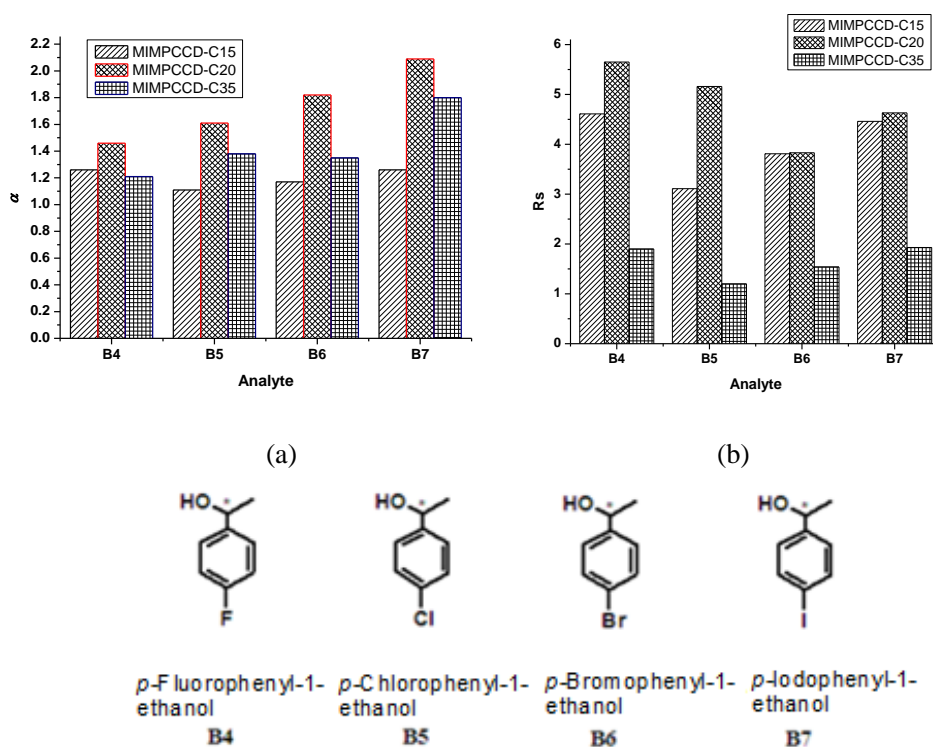 MIMPCCD-C15
MIMPCCD-C20
MIMPCCD-C35
2.2
2.0
1.8
1.6
1.4
1.2
1.0
0.8
0.6
0.4
0.2
0.0
α
B4 B5 B6 B7
Analyte
(a)
MIMPCCD-C15
MIMPCCD-C20
MIMPCCD-C35
6
5
4
3
2
1
0
Rs
B4 B5 B6 B7
Analyte
(b)
HO * HO * HO * HO *
F Cl Br I
p-Fluorophenyl-1-
ethanol
B4
p-Chlorophenyl-1-
ethanol
B5
p-Bromophenyl-1-
ethanol
B6
p-Iodophenyl-1-
ethanol
B7